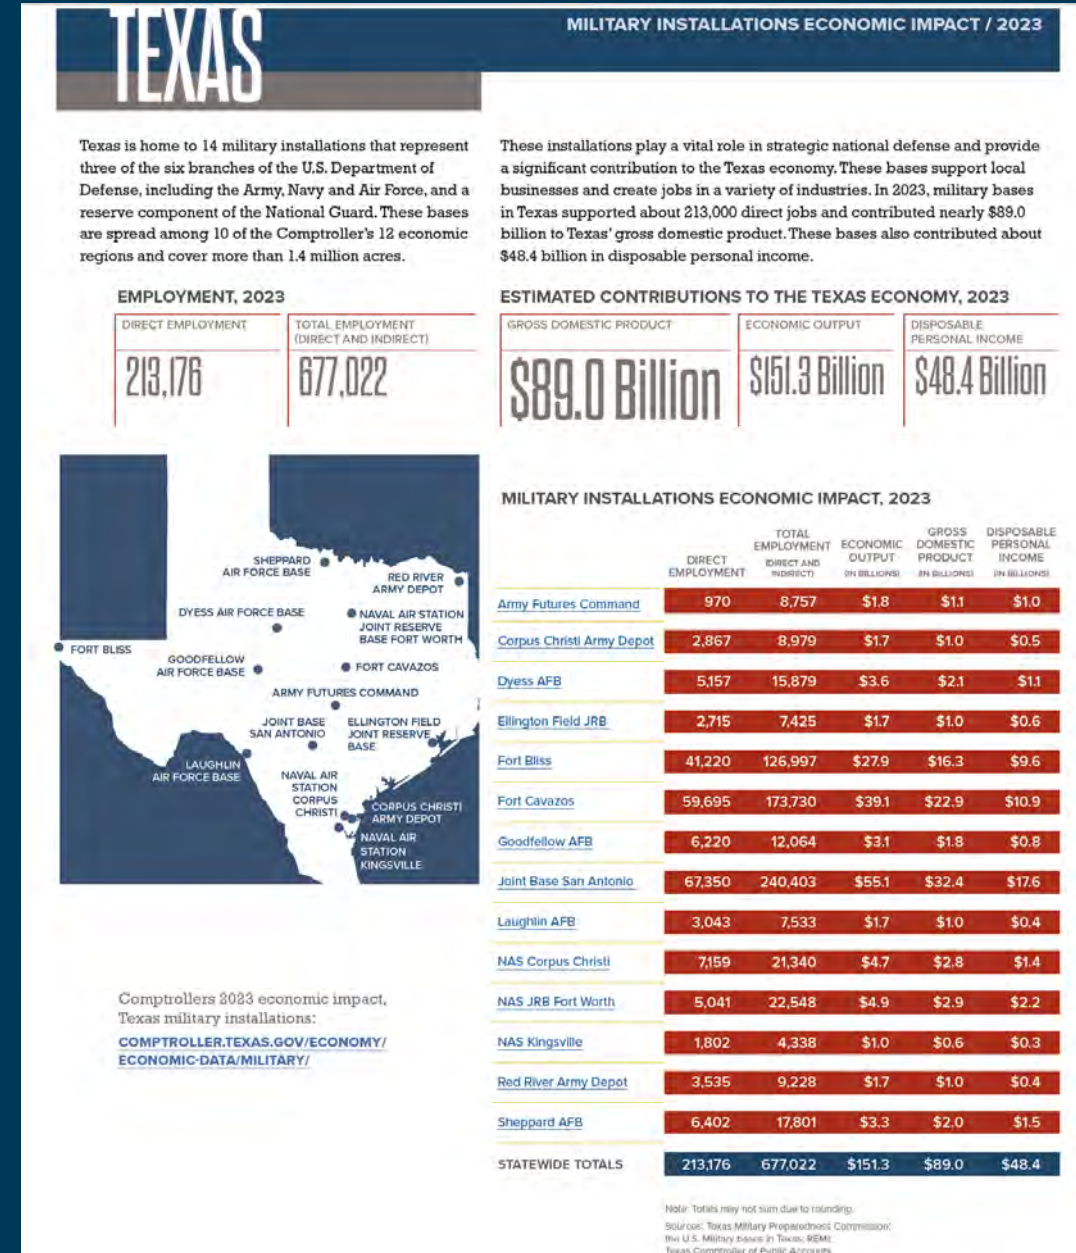 TEXAS
MILITARY INSTALLATIONS ECONOMIC IMPACT / 2023
Texas is home to 14 military installations that represent
three of the six branches of the U.S. Department of
Defense, including the Army, Navy and Air Force, and a
reserve component of the National Guard. These bases
are spread among 10 of the Comptroller's 12 economic
regions and cover more than 1.4 million acres.
These installations play a vital role in strategic national defense and provide
a significant contribution to the Texas economy. These bases support local
businesses and create jobs in a variety of industries. In 2023, military bases
in Texas supported about 213,000 direct jobs and contributed nearly $89.0
billion to Texas' gross domestic product. These bases also contributed about
$48.4 billion in disposable personal income.
EMPLOYMENT, 2023
DIRECT EMPLOYMENT
213,176
TOTAL EMPLOYMENT
(DIRECT AND INDIRECT)
677,022
ESTIMATED CONTRIBUTIONS TO THE TEXAS ECONOMY, 2023
GROSS DOMESTIC PRODUCT
$89.0 Billion
ECONOMIC OUTPUT
$151.3 Billion
DISPOSABLE
PERSONAL INCOME
$48.4 Billion
SHEPPARD
AIR FORCE BASE
RED RIVER
ARMY DEPOT
DYESS AIR FORCE BASE
NAVAL AIR STATION
JOINT RESERVE
BASE FORT WORTH
FORT BLISS
GOODFELLOW
AIR FORCE BASE
FORT CAVAZOS
ARMY FUTURES COMMAND
JOINT BASE
SAN ANTONIO
ELLINGTON FIELD
JOINT RESERVE
BASE
LAUGHLIN
AIR FORCE BASE
NAVAL AIR
STATION
CORPUS
CHRISTI
CORPUS CHRISTI
ARMY DEPOT
NAVAL AIR
STATION
KINGSVILLE
Comptrollers 2023 economic impact,
Texas military installations:
COMPTROLLER.TEXAS.GOV/ECONOMY/
ECONOMIC-DATA/MILITARY/
MILITARY INSTALLATIONS ECONOMIC IMPACT, 2023
DIRECT
EMPLOYMENT
TOTAL
EMPLOYMENT
(DIRECT AND
INDIRECT)
ECONOMIC
OUTPUT
(IN BILLIONS)
GROSS
DOMESTIC
PRODUCT
(IN BILLIONS)
DISPOSABLE
PERSONAL
INCOME
(IN BILLIONS)
Army Futures Command 970 8,757 $1.8 $1.1 $1.0
Corpus Christi Army Depot 2,867 8,979 $1.7 $1.0 $0.5
Dyess AFB 5,157 15,879 $3.6 $2.1 $1.1
Ellington Field JRB 2,715 7,425 $1.7 $1.0 $0.6
Fort Bliss 41,220 126,997 $27.9 $16.3 $9.6
Fort Cavazos 59,695 173,730 $39.1 $22.9 $10.9
Goodfellow AFB 6,220 12,064 $3.1 $1.8 $0.8
Joint Base San Antonio 67,350 240,403 $55.1 $32.4 $17.6
Laughlin AFB 3,043 7,533 $1.7 $1.0 $0.4
NAS Corpus Christi 7,159 21,340 $4.7 $2.8 $1.4
NAS JRB Fort Worth 5,041 22,548 $4.9 $2.9 $2.2
NAS Kingsville 1,802 4,338 $1.0 $0.6 $0.3
Red River Army Depot 3,535 9,228 $1.7 $1.0 $0.4
Sheppard AFB 6,402 17,801 $3.3 $2.0 $1.5
STATEWIDE TOTALS 213,176 677,022 $151.3 $89.0 $48.4
Note: Totals may not sum due to rounding.
Sources: Texas Military Preparedness Commission;
the U.S. Military bases in Texas; REMI;
Texas Comptroller of Public Accounts